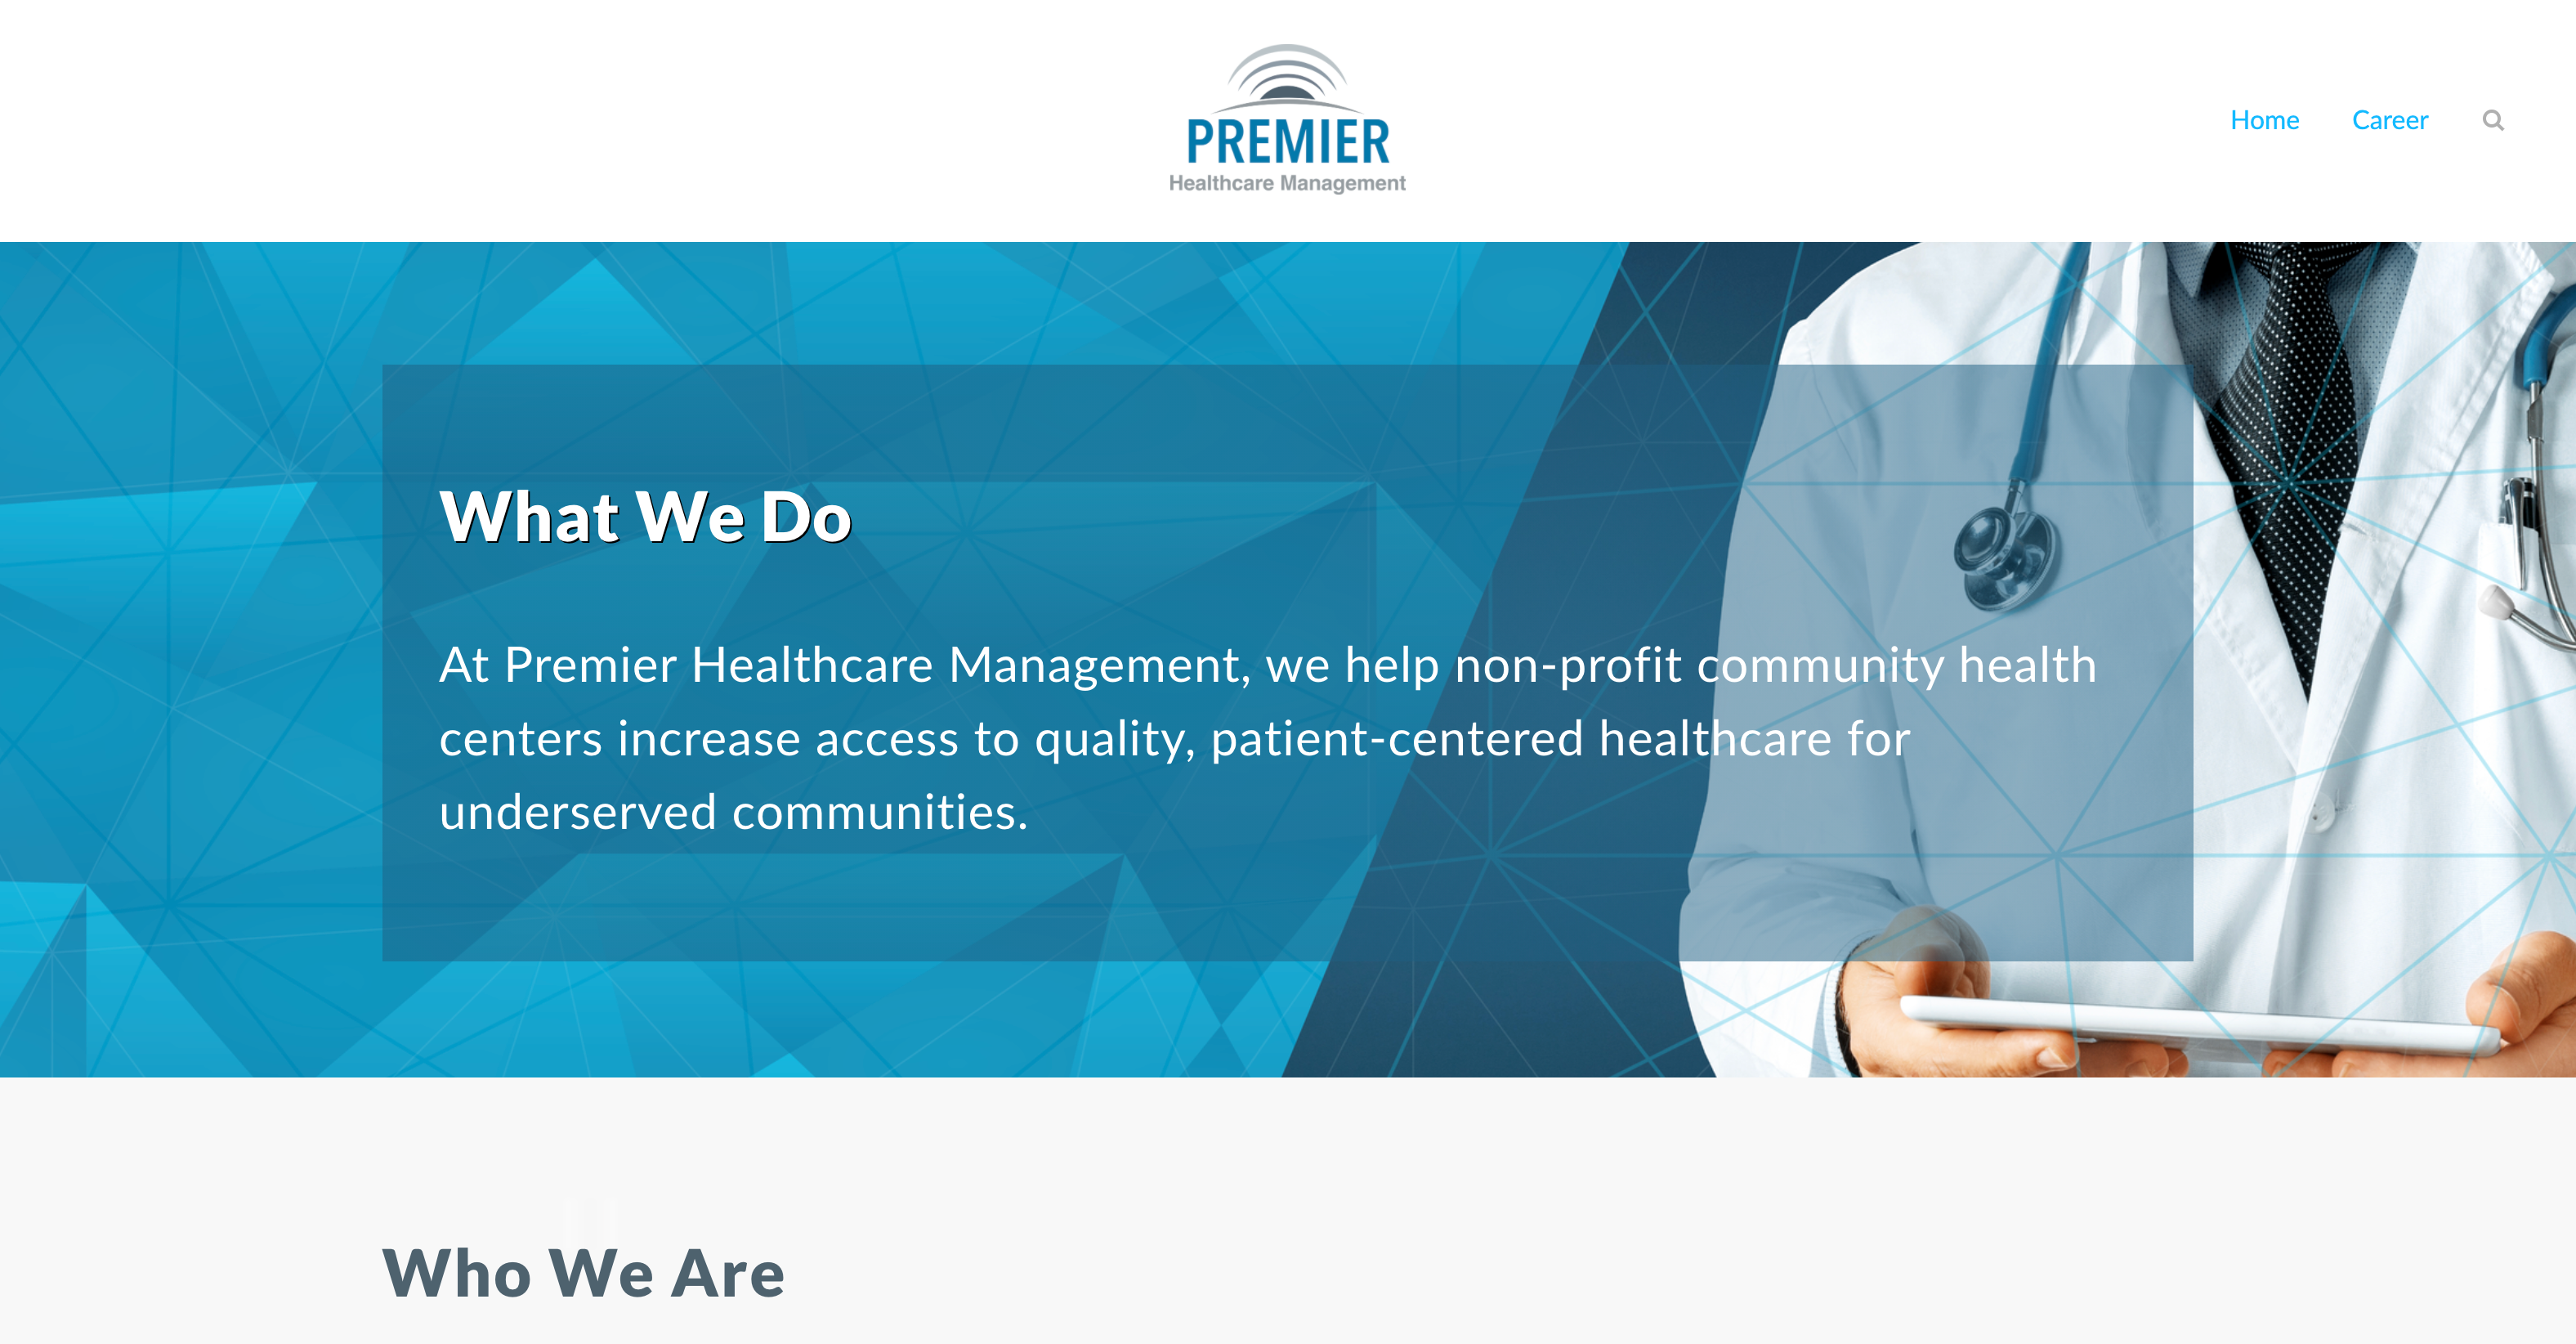 PREMIER
Healthcare Management
Home
Career
What We Do
At Premier Healthcare Management, we help non-profit community health
centers increase access to quality, patient-centered healthcare for
underserved communities.
Who We Are